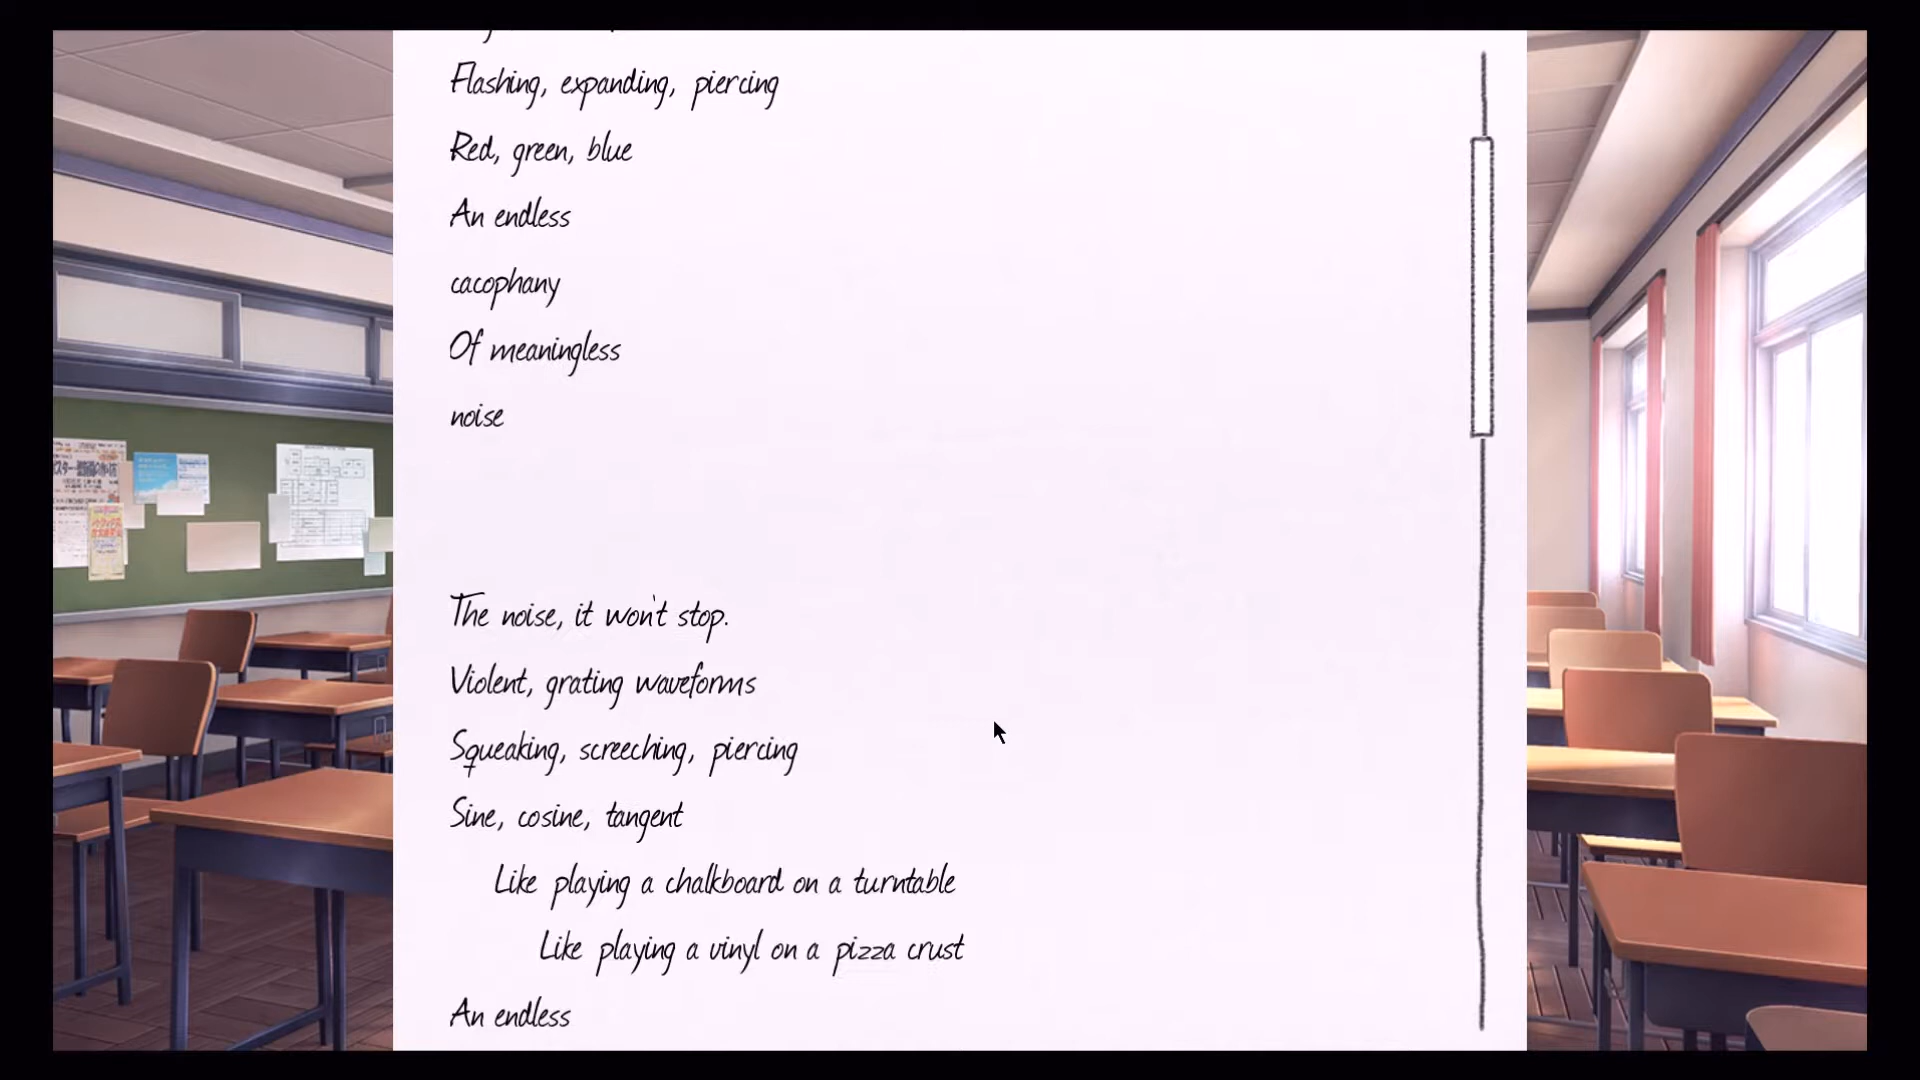 Flashing, expanding, piercing
Red, green, blue
An endless
cacophany
Of meaningless
noise
The noise, it won't stop.
Violent, grating waveforms
Squeaking, screeching, piercing
Sine, cosine, tangent
Like playing a chalkboard on a turntable
Like playing a vinyl on a pizza crust
An endless